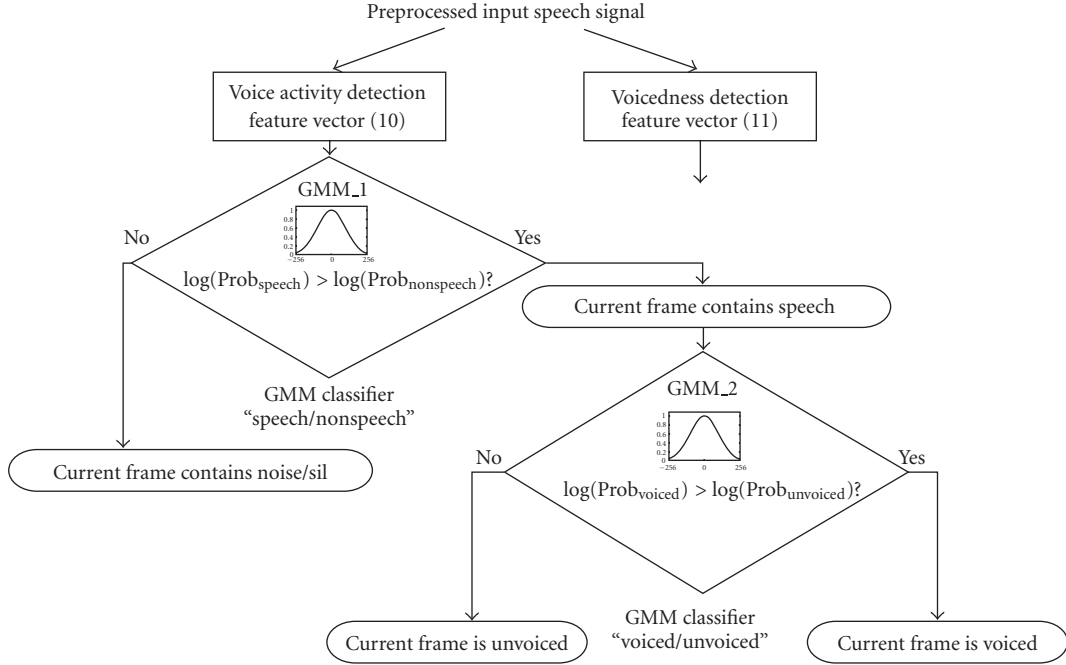 Preprocessed input speech signal
Voice activity detection
feature vector (10)
Voicedness detection
feature vector (11)
GMM_1
1
0.8
0.6
0.4
0.2
0
−256
0
256
No
Yes
log(Prob_speech) > log(Prob_nonspeech)?
Current frame contains speech
GMM classifier
“speech/nonspeech”
GMM_2
1
0.8
0.6
0.4
0.2
0
−256
0
256
Current frame contains noise/sil
No
Yes
log(Prob_voiced) > log(Prob_unvoiced)?
GMM classifier
“voiced/unvoiced”
Current frame is unvoiced
Current frame is voiced